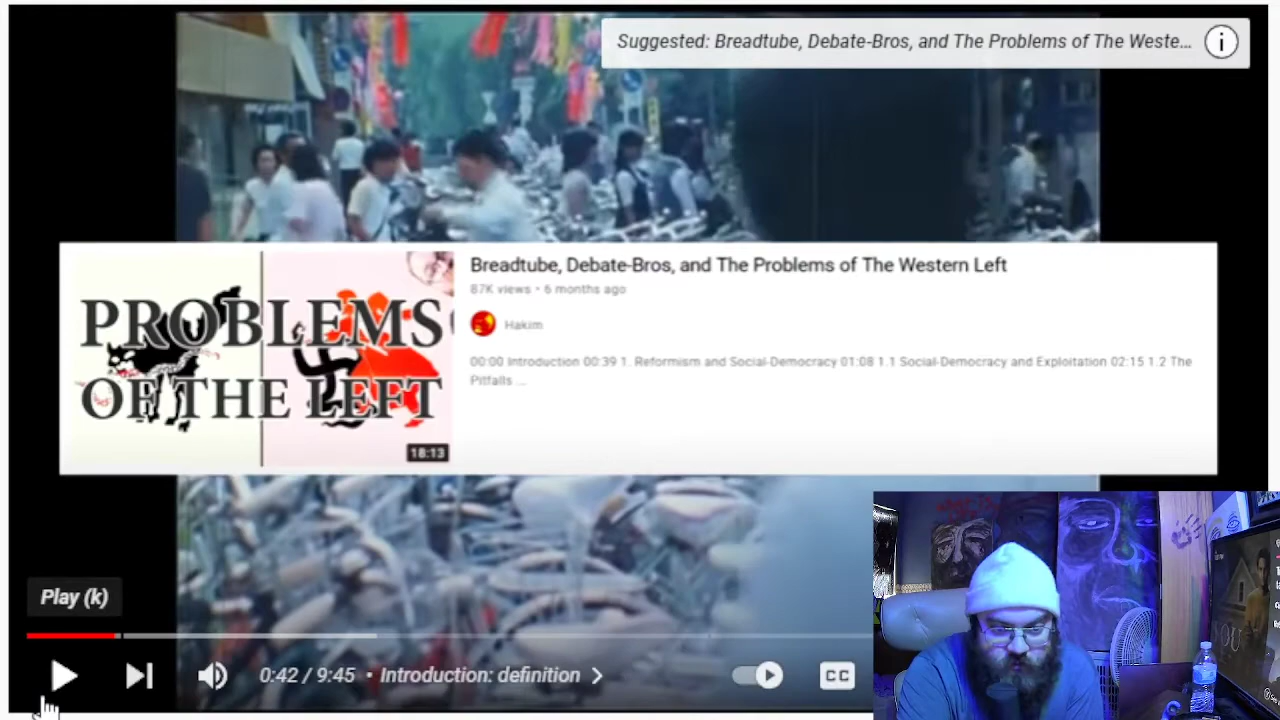 Suggested: Breadtube, Debate-Bros, and The Problems of The Weste...
Breadtube, Debate-Bros, and The Problems of The Western Left
87K views • 6 months ago
Hakim
00:00 Introduction 00:39 1. Reformism and Social-Democracy 01:08 1.1 Social-Democracy and Exploitation 02:15 1.2 The
Pitfalls ...
PROBLEMS
OF THE LEFT
18:13
Play (k)
0:42 / 9:45 • Introduction: definition
CC
YOU